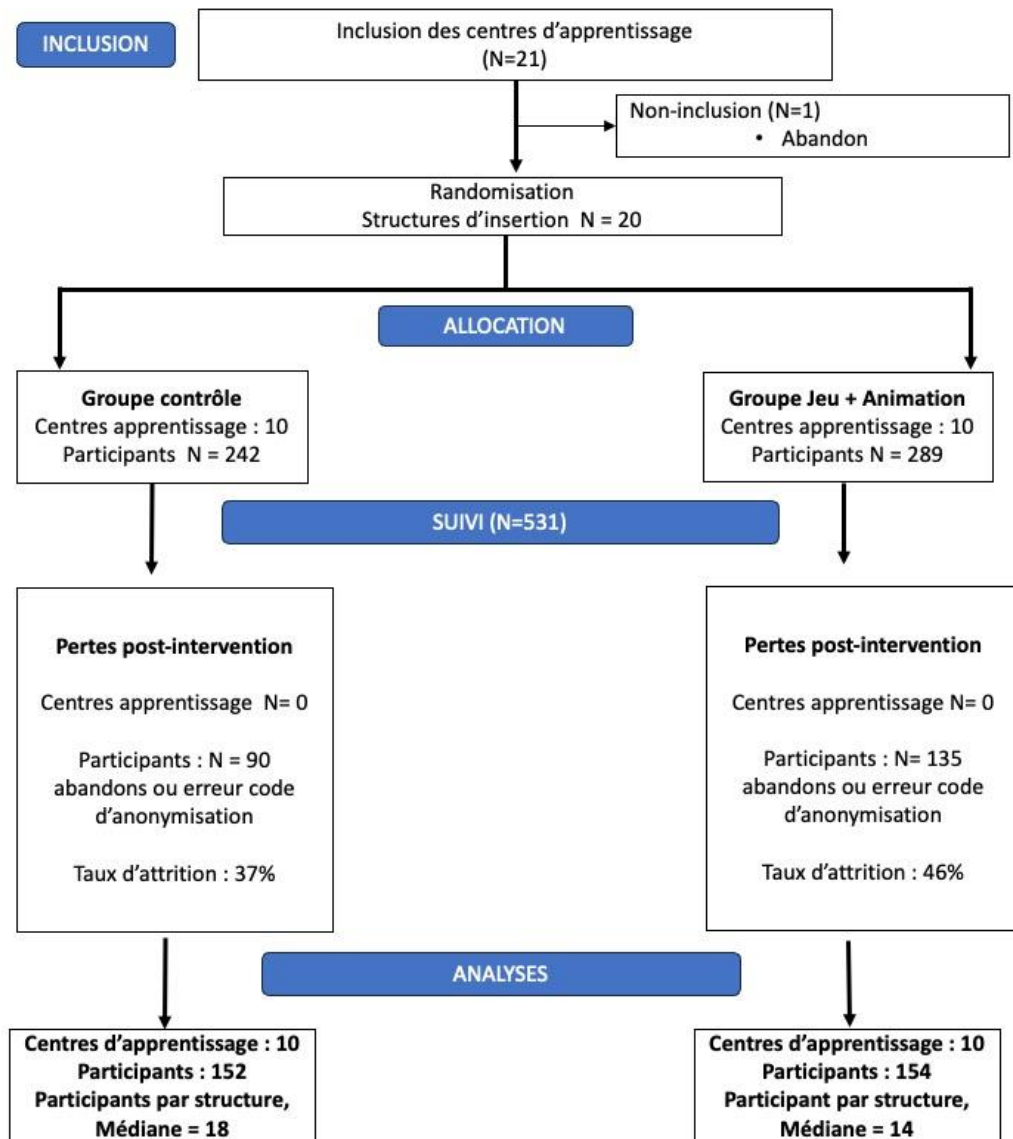 INCLUSION
Inclusion des centres d'apprentissage
(N=21)
Non-inclusion (N=1)
• Abandon
Randomisation
Structures d'insertion N = 20
ALLOCATION
Groupe contrôle
Centres apprentissage : 10
Participants N = 242
Groupe Jeu + Animation
Centres apprentissage : 10
Participants N = 289
SUIVI (N=531)
Pertes post-intervention
Centres apprentissage N= 0
Participants : N = 90
abandons ou erreur code
d'anonymisation
Taux d'attrition : 37%
Pertes post-intervention
Centres apprentissage N= 0
Participants : N= 135
abandons ou erreur code
d'anonymisation
Taux d'attrition : 46%
ANALYSES
Centres d'apprentissage : 10
Participants : 152
Participants par structure,
Médiane = 18
Centres d'apprentissage : 10
Participants : 154
Participant par structure,
Médiane = 14